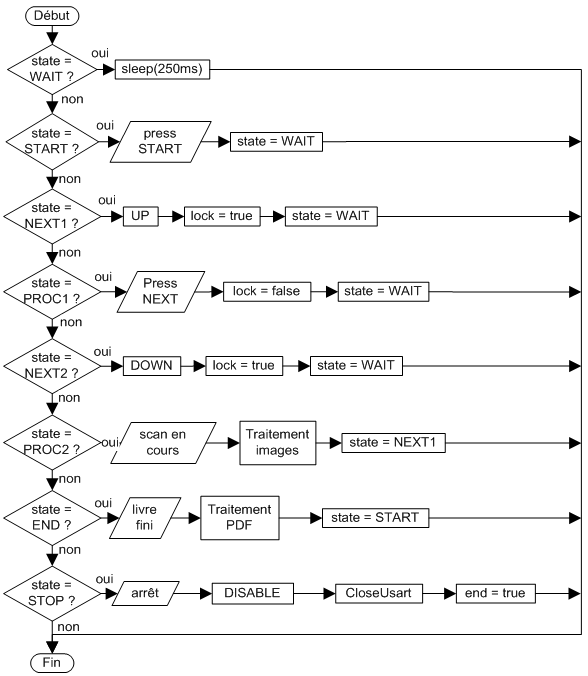 Début
state =
WAIT ?
oui
sleep(250ms)
non
state =
START ?
oui
press
START
state = WAIT
non
state =
NEXT1 ?
oui
UP
lock = true
state = WAIT
non
state =
PROC1 ?
oui
Press
NEXT
lock = false
state = WAIT
non
state =
NEXT2 ?
oui
DOWN
lock = true
state = WAIT
non
state =
PROC2 ?
oui
scan en
cours
Traitement
images
state = NEXT1
non
state =
END ?
oui
livre
fini
Traitement
PDF
state = START
non
state =
STOP ?
oui
arrêt
DISABLE
CloseUsart
end = true
non
Fin